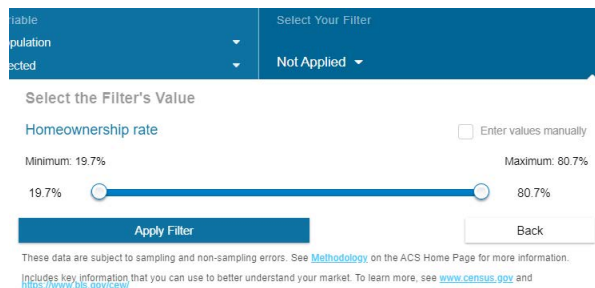 Select Your Filter
Not Applied
Select the Filter's Value
Homeownership rate
Enter values manually
Minimum: 19.7%
Maximum: 80.7%
19.7%
80.7%
Apply Filter
Back
These data are subject to sampling and non-sampling errors. See Methodology on the ACS Home Page for more information.
Includes key information that you can use to better understand your market. To learn more, see www.census.gov and
https://www.bls.gov/cew/